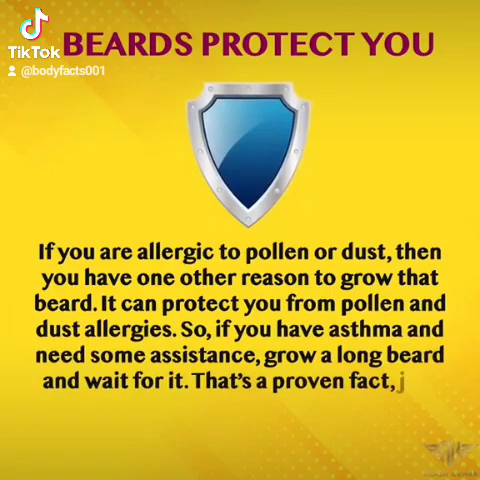 TikTok
@bodyfacts001
BEARDS PROTECT YOU
If you are allergic to pollen or dust, then
you have one other reason to grow that
beard. It can protect you from pollen and
dust allergies. So, if you have asthma and
need some assistance, grow a long beard
and wait for it. That's a proven fact, j